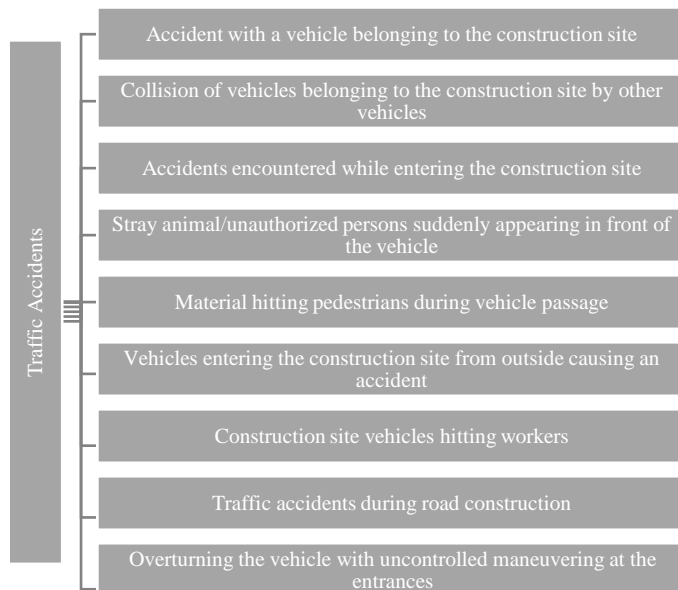 Traffic Accidents
Accident with a vehicle belonging to the construction site
Collision of vehicles belonging to the construction site by other
vehicles
Accidents encountered while entering the construction site
Stray animal/unauthorized persons suddenly appearing in front of
the vehicle
Material hitting pedestrians during vehicle passage
Vehicles entering the construction site from outside causing an
accident
Construction site vehicles hitting workers
Traffic accidents during road construction
Overturning the vehicle with uncontrolled maneuvering at the
entrances